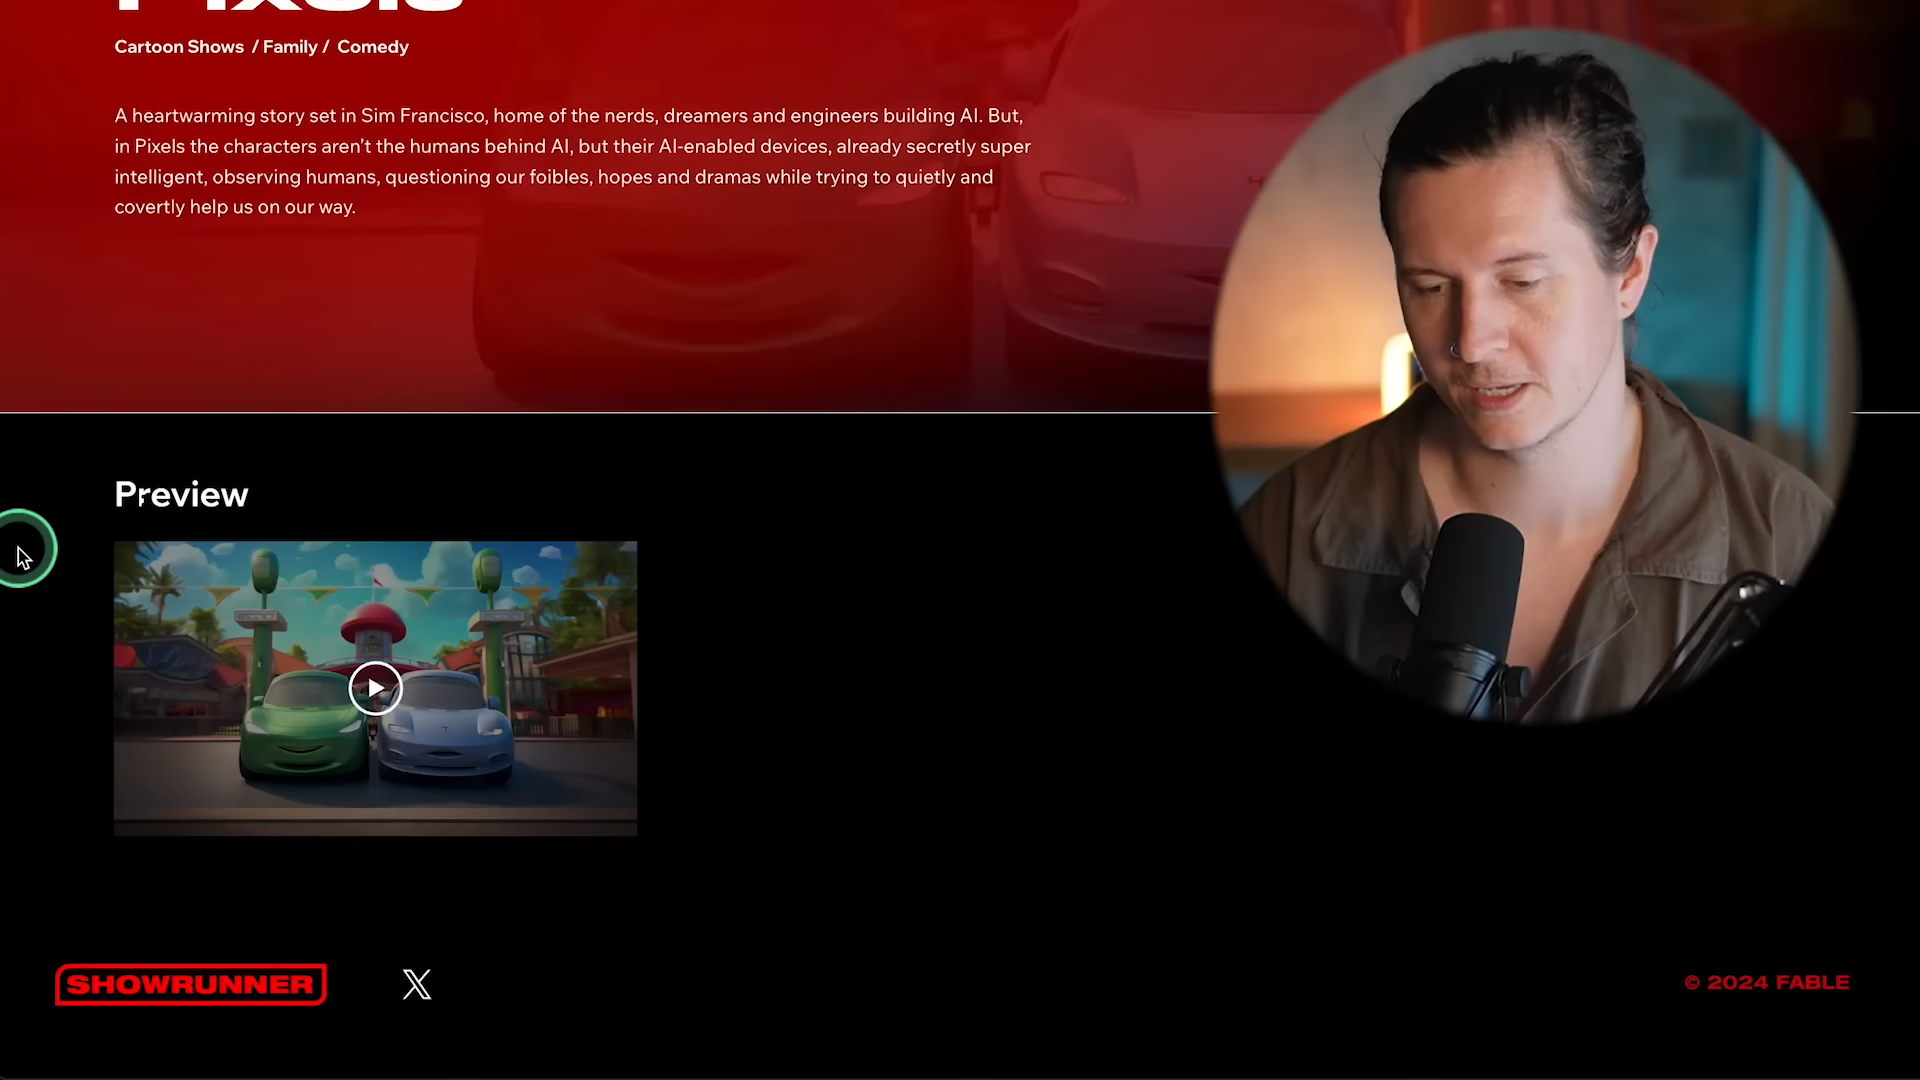 Pixels
Cartoon Shows / Family / Comedy
A heartwarming story set in Sim Francisco, home of the nerds, dreamers and engineers building AI. But,
in Pixels the characters aren't the humans behind AI, but their AI-enabled devices, already secretly super
intelligent, observing humans, questioning our foibles, hopes and dramas while trying to quietly and
covertly help us on our way.
Preview
SHOWRUNNER
X
© 2024 FABLE